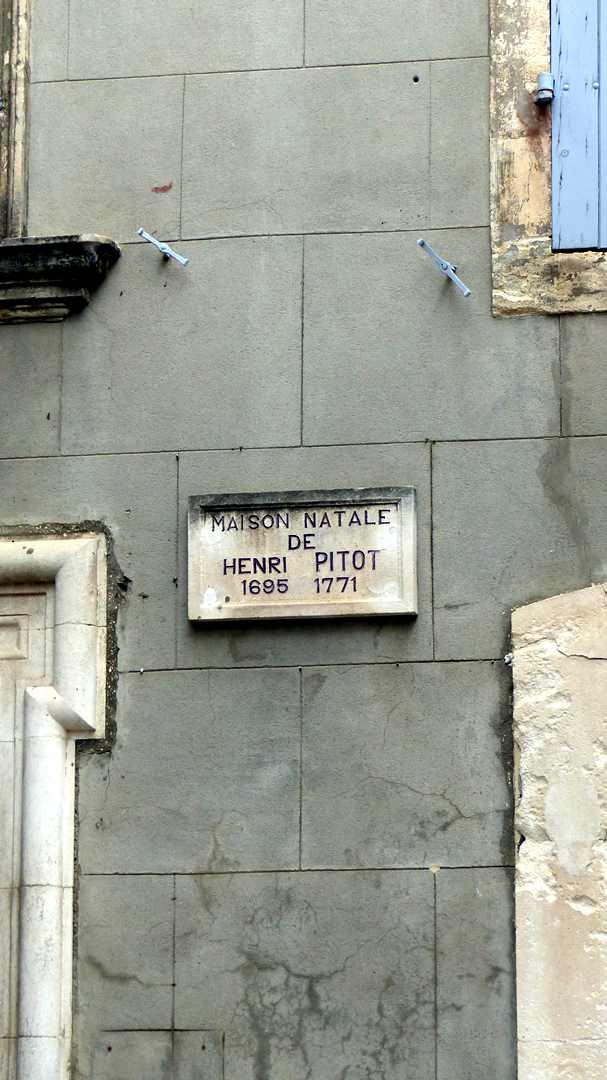 MAISON NATALE
DE
HENRI PITOT
1695 1771